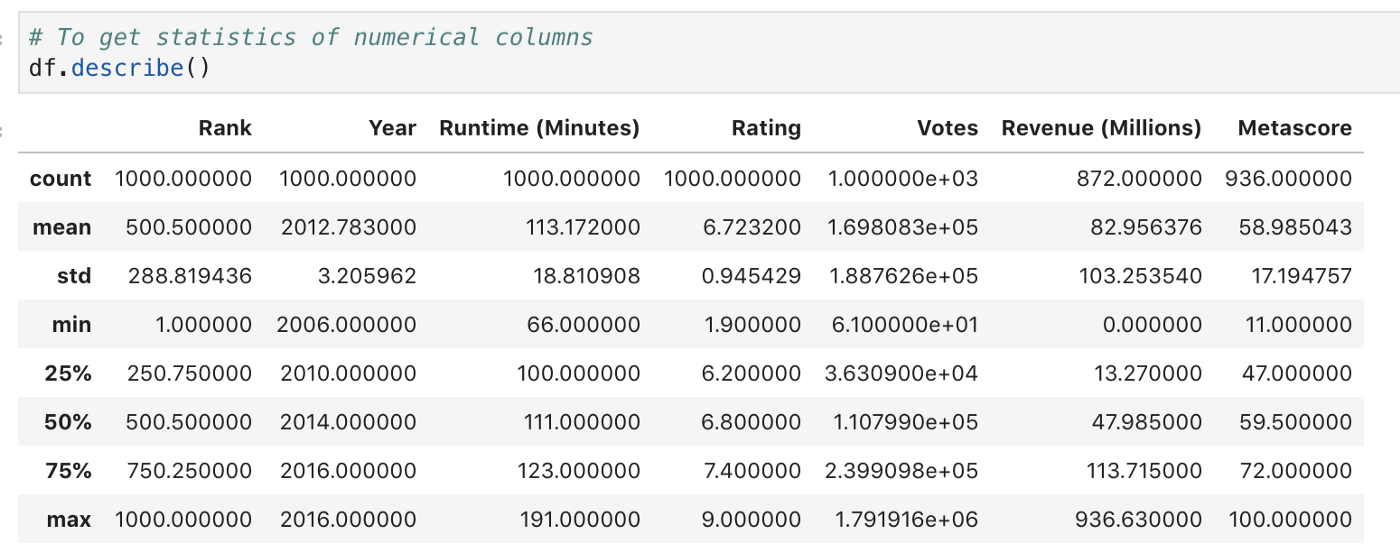 # To get statistics of numerical columns
df.describe()
Rank Year Runtime (Minutes) Rating Votes Revenue (Millions) Metascore
count 1000.000000 1000.000000 1000.000000 1000.000000 1.000000e+03 872.000000 936.000000
mean 500.500000 2012.783000 113.172000 6.723200 1.698083e+05 82.956376 58.985043
std 288.819436 3.205962 18.810908 0.945429 1.887626e+05 103.253540 17.194757
min 1.000000 2006.000000 66.000000 1.900000 6.100000e+01 0.000000 11.000000
25% 250.750000 2010.000000 100.000000 6.200000 3.630900e+04 13.270000 47.000000
50% 500.500000 2014.000000 111.000000 6.800000 1.107990e+05 47.985000 59.500000
75% 750.250000 2016.000000 123.000000 7.400000 2.399098e+05 113.715000 72.000000
max 1000.000000 2016.000000 191.000000 9.000000 1.791916e+06 936.630000 100.000000